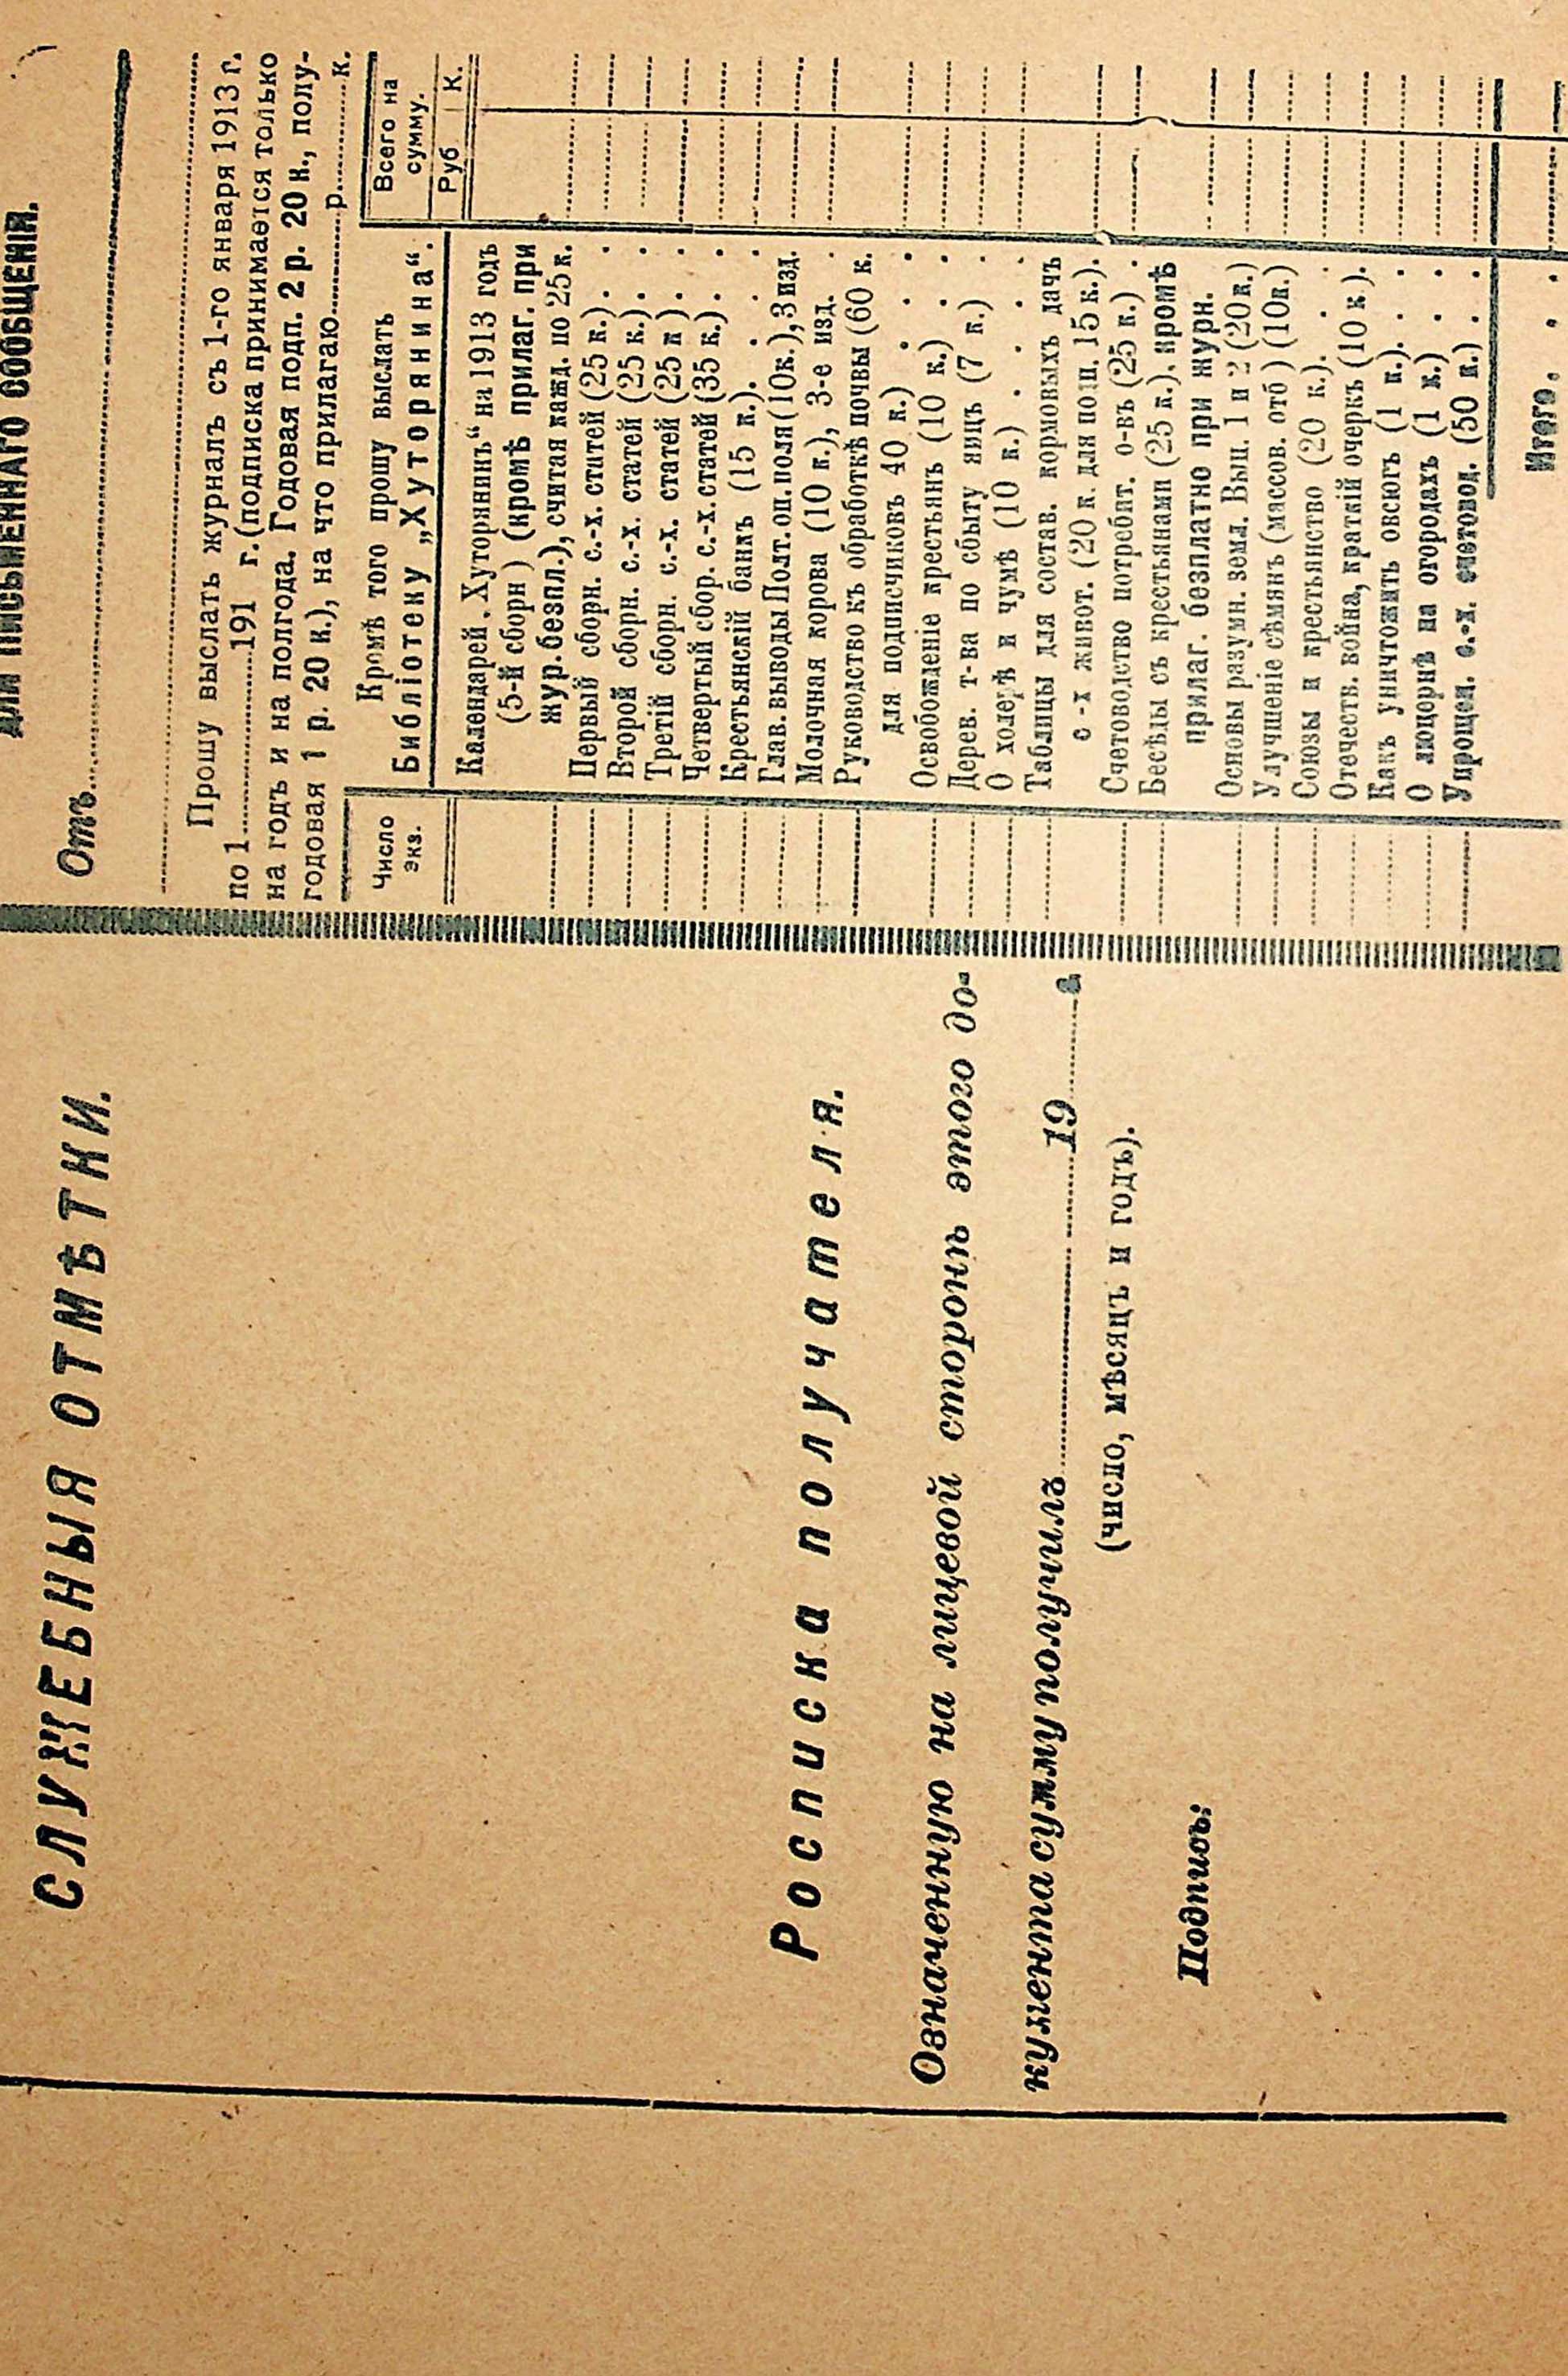 СЛУЖЕБНЫЯ ОТМѢТКИ.
Росписка получателя.
Означенную на лицевой сторонѣ этого до-
кумента сумму получилъ 19 г
(число, мѣсяцъ и годъ).
Подпись:
ДЛЯ ПИСЬМЕННАГО СООБЩЕНІЯ.
Отъ
Прошу выслать журналъ съ 1-го января 1913 г.
по 1 191 г. (подписка принимается только
на годъ и на полгода. Годовая подп. 2 р. 20 к., полу-
годовая 1 р. 20 к.), на что прилагаю р. к.
Число
экз.
Кромѣ того прошу выслать
Библіотеку „Хуторянина“.
Всего на
сумму.
Руб К.
Календарей „Хуторянинъ“ на 1913 годъ
(5-й сборн ) (кромѣ прилаг. при
жур. безпл.), считая кажд. по 25 к.
Первый сборн. с.-х. статей (25 к.) .
Второй сборн. с.-х. статей (25 к.) .
Третій сборн. с.-х. статей (25 к ) .
Четвертый сбор. с.-х. статей (35 к.) .
Крестьянскій банкъ (15 к.) . . .
Глав. выводы Полт. оп. поля (10к.), 3 изд.
Молочная корова (10 к.), 3-е изд. .
Руководство къ обработкѣ почвы (60 к.
для подписчиковъ 40 к.) . . .
Освобожденіе крестьянъ (10 к.) . .
Дерев. т-ва по сбыту яицъ (7 к.) .
О холерѣ и чумѣ (10 к.) . . . .
Таблицы для состав. кормовыхъ дачъ
с -х живот. (20 к. для подп. 15 к.).
Счетоводство потребит. о-въ (25 к.) .
Бесѣды съ крестьянами (25 к.). кромѣ
прилаг. безплатно при журн.
Основы разумн. земл. Вып. 1 и 2 (20к.)
Улучшеніе сѣмянъ (массов. отб ) (10к.)
Союзы и крестьянство (20 к.). . .
Отечеств. война, краткій очеркъ (10 к.).
Какъ уничтожить овсюгъ (1 к.). . .
О люцернѣ на огородахъ (1 к.) . .
Упрощен. с.-х. счетовод. (50 к.) . .
Итого. . .